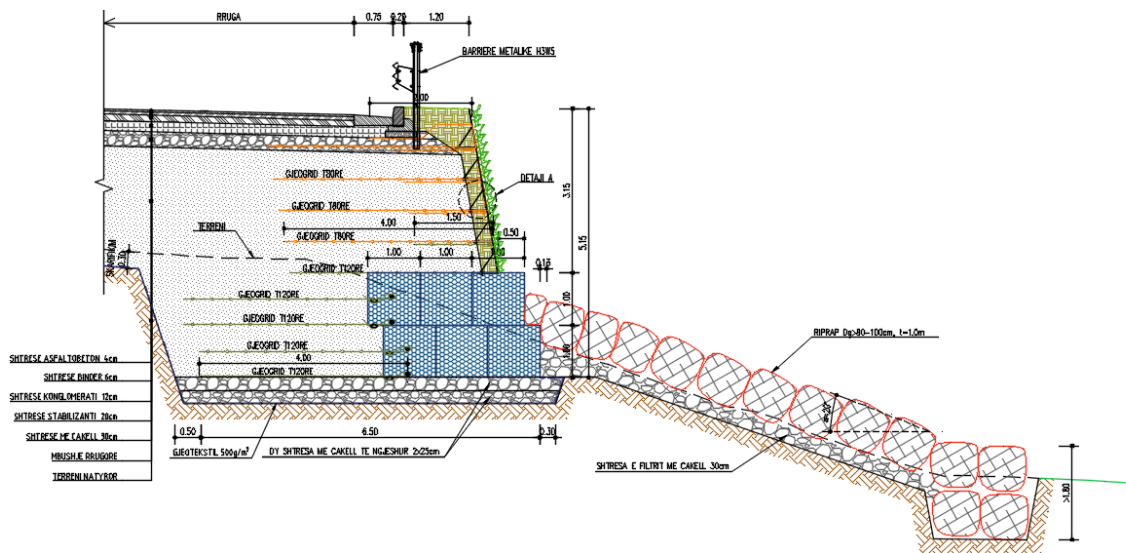 RRUGA
0.75
0.20
1.20
BARRIERE METALIKE H3W5
GJEOGRID T80RE
DETAJI A
GJEOGRID T80RE
3.15
5.15
1.50
4.00
TERRENI
GJEOGRID T80RE
0.50
SKARIFIKIM
0.30
1.00
1.00
GJEOGRID T120RE
0.15
GJEOGRID T120RE
1.00
GJEOGRID T120RE
RIPRAP Dg>80-100cm, t=1.0m
GJEOGRID T120RE
SHTRESE ASFALTOBETON 4cm
4.00
GJEOGRID T120RE
SHTRESE BINDER 6cm
SHTRESE KONGLOMERATI 12cm
SHTRESE STABILIZANTI 20cm
SHTRESE ME CAKELL 30cm
0.50
6.50
0.30
GJEOTEKSTIL 500g/m²
DY SHTRESA ME CAKELL TE NGJESHUR 2x25cm
MBUSHJE RRUGORE
SHTRESA E FILTRIT ME CAKELL 30cm
TERRENI NATYROR
>1.80